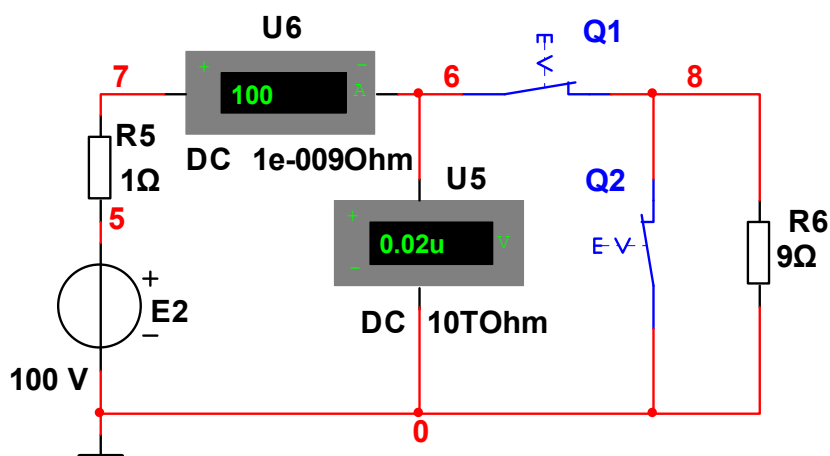 U6
Q1
E V
7
+
100
−
A
6
8
R5
1Ω
DC 1e-009Ohm
U5
Q2
5
+
0.02u
V
−
E V
R6
9Ω
+
E2
−
DC 10TOhm
100 V
0